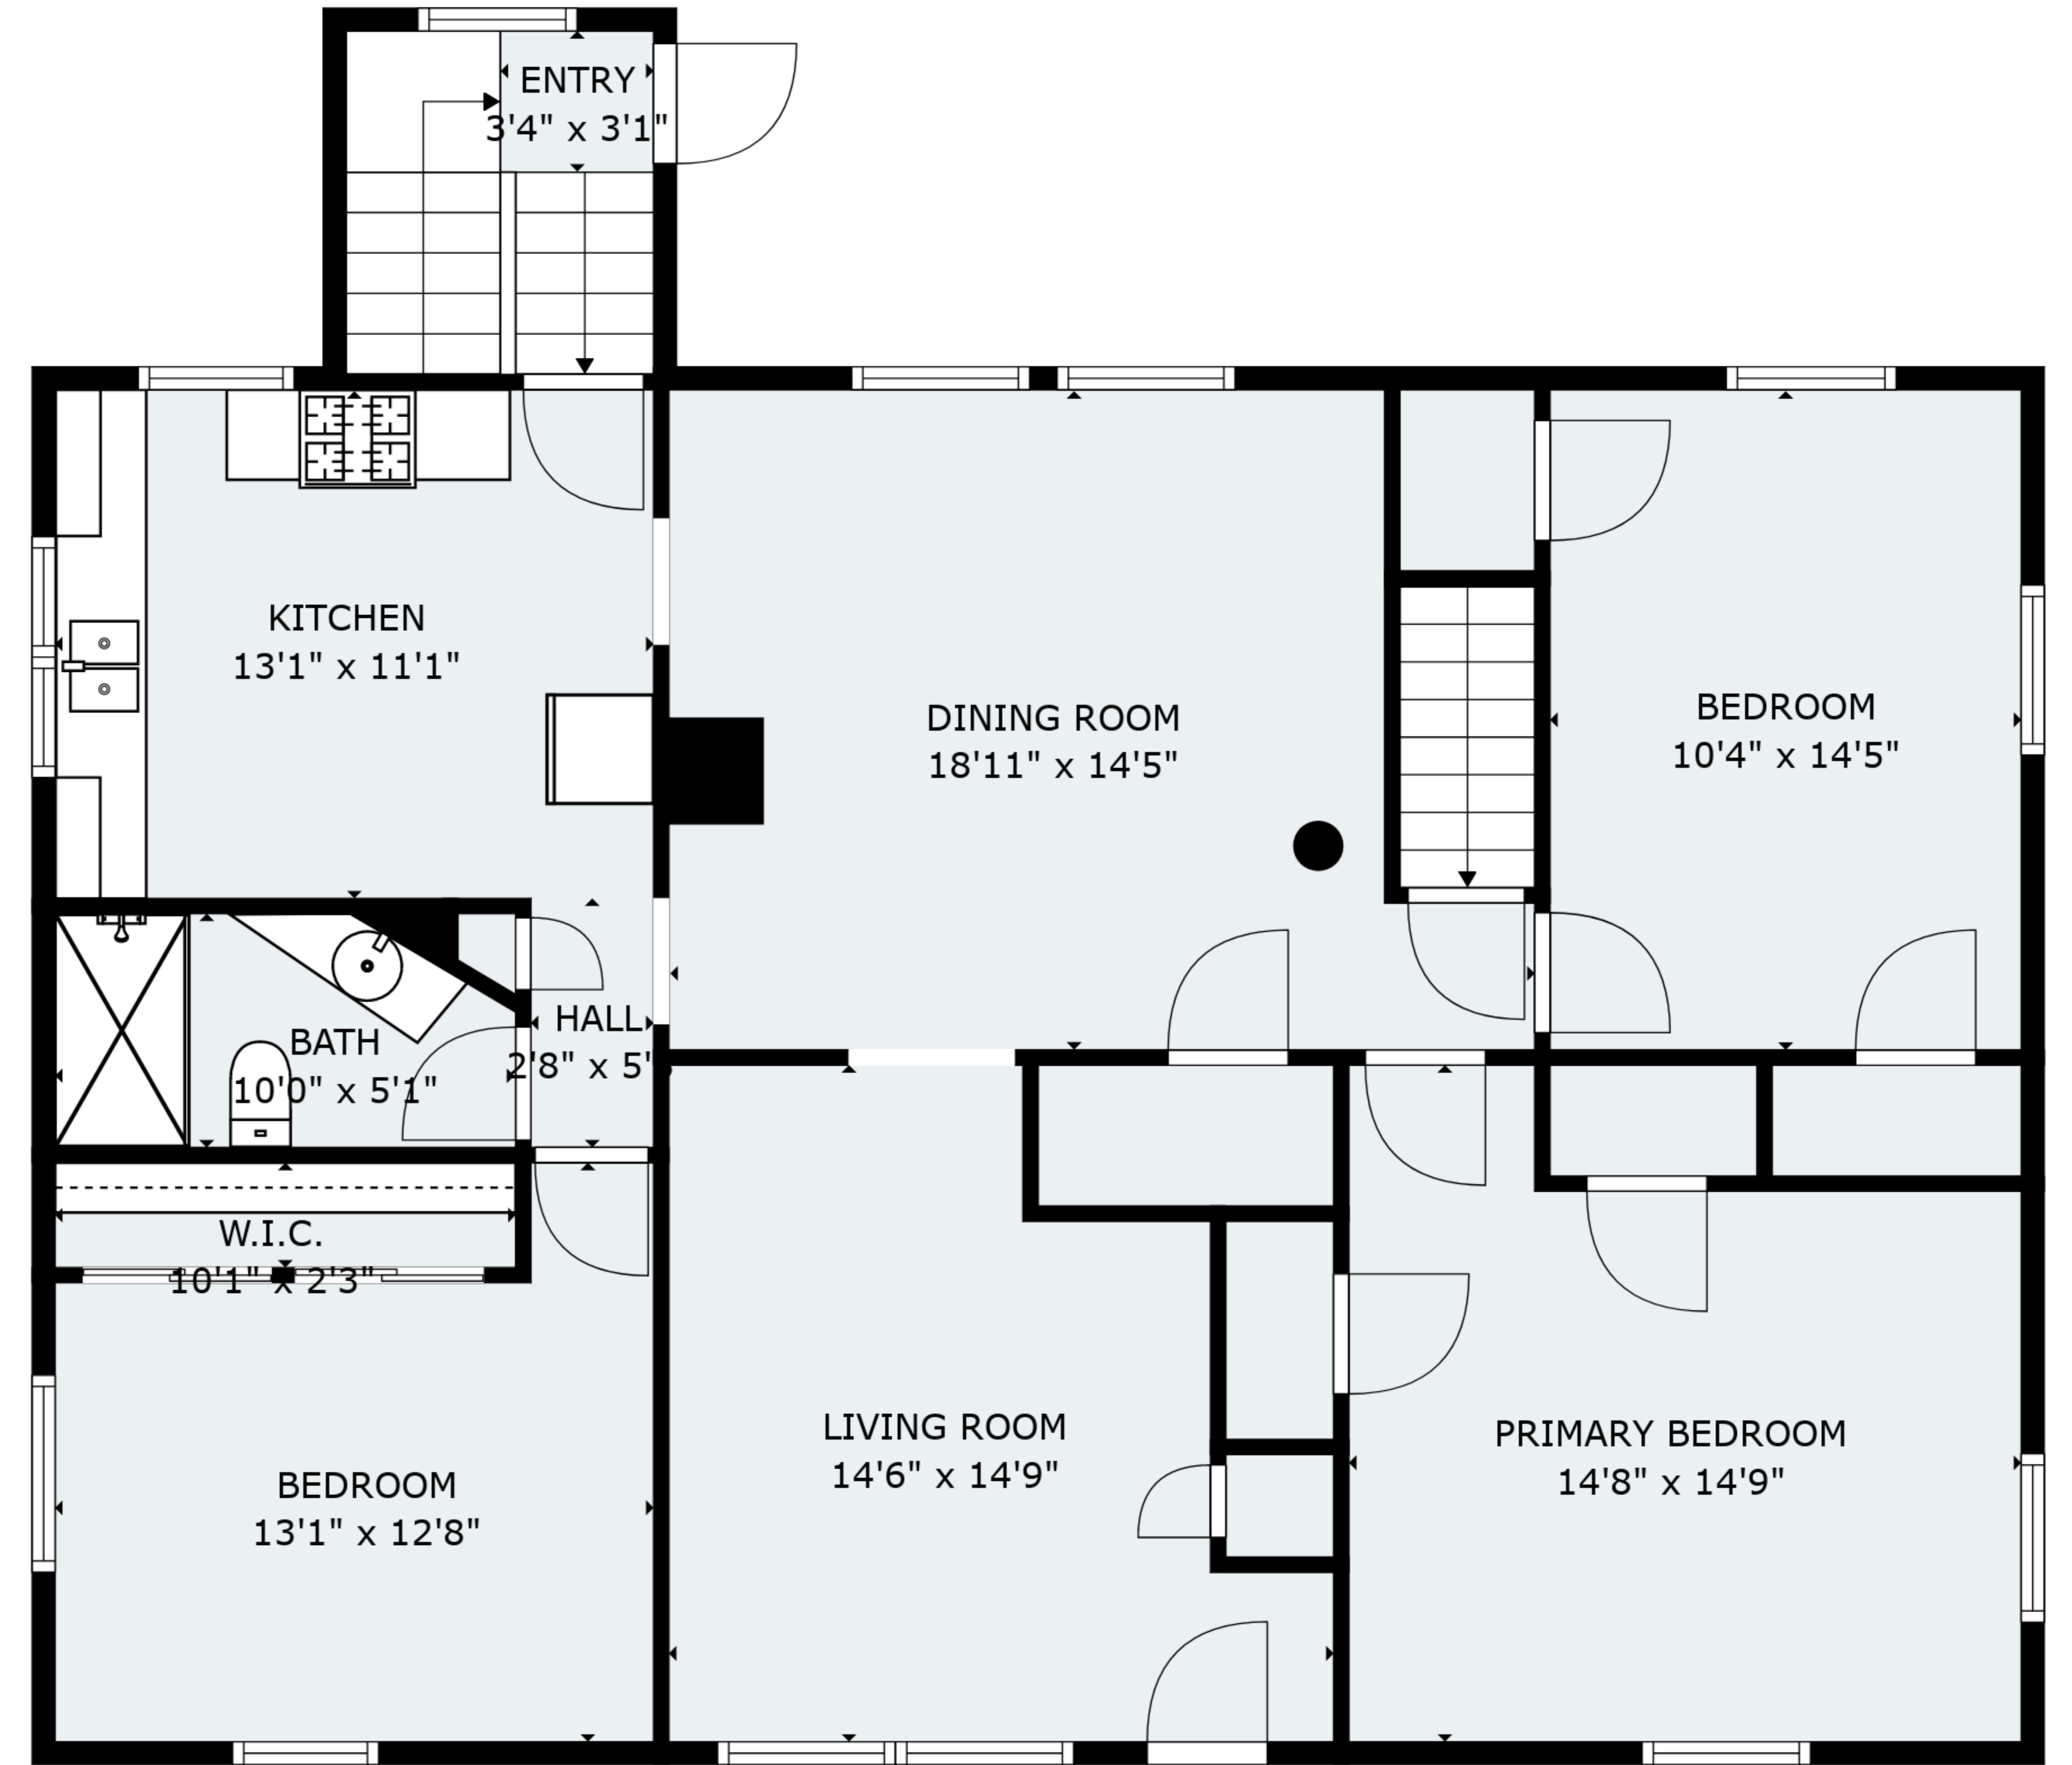 ENTRY
3'4" x 3'1"
KITCHEN
13'1" x 11'1"
DINING ROOM
18'11" x 14'5"
BEDROOM
10'4" x 14'5"
HALL
2'8" x 5'
BATH
10'0" x 5'1"
W.I.C.
10'1" x 2'3"
LIVING ROOM
14'6" x 14'9"
PRIMARY BEDROOM
14'8" x 14'9"
BEDROOM
13'1" x 12'8"